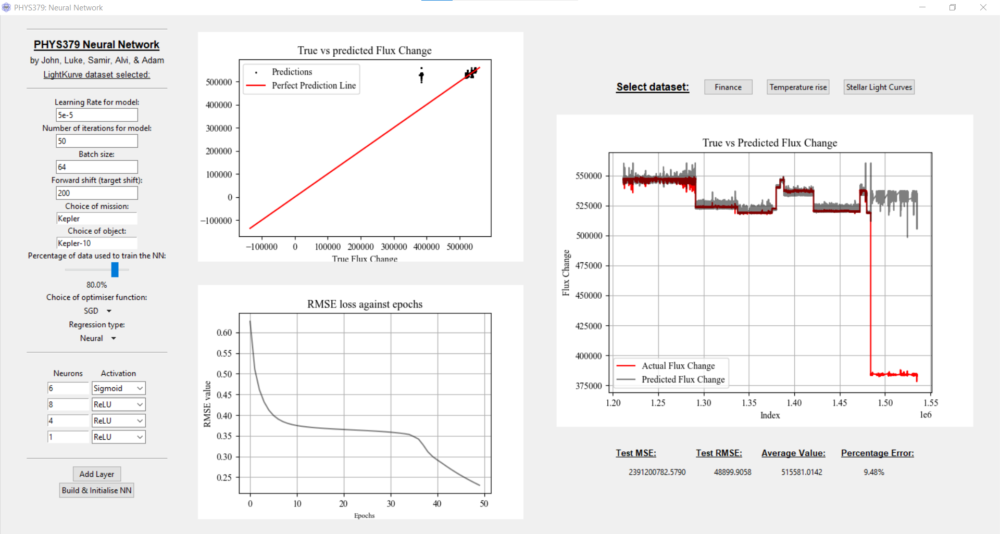 PHYS379: Neural Network
PHYS379 Neural Network
by John, Luke, Samir, Alvi, & Adam
LightKurve dataset selected:
Learning Rate for model:
5e-5
Number of iterations for model:
50
Batch size:
64
Forward shift (target shift):
200
Choice of mission:
Kepler
Choice of object:
Kepler-10
Percentage of data used to train the NN:
80.0%
Choice of optimiser function:
SGD
Regression type:
Neural
Neurons Activation
6 Sigmoid
8 ReLU
4 ReLU
1 ReLU
Add Layer
Build & Initialise NN
True vs predicted Flux Change
Predictions
Perfect Prediction Line
500000
400000
300000
200000
100000
0
−100000
−100000 0 100000 200000 300000 400000 500000
True Flux Change
RMSE loss against epochs
RMSE value
0.60
0.55
0.50
0.45
0.40
0.35
0.30
0.25
0 10 20 30 40 50
Epochs
Select dataset: Finance Temperature rise Stellar Light Curves
True vs Predicted Flux Change
Flux Change
550000
525000
500000
475000
450000
425000
400000
375000
Actual Flux Change
Predicted Flux Change
1.20 1.25 1.30 1.35 1.40 1.45 1.50 1.55
Index 1e6
Test MSE: Test RMSE: Average Value: Percentage Error:
2391200782.5790 48899.9058 515581.0142 9.48%